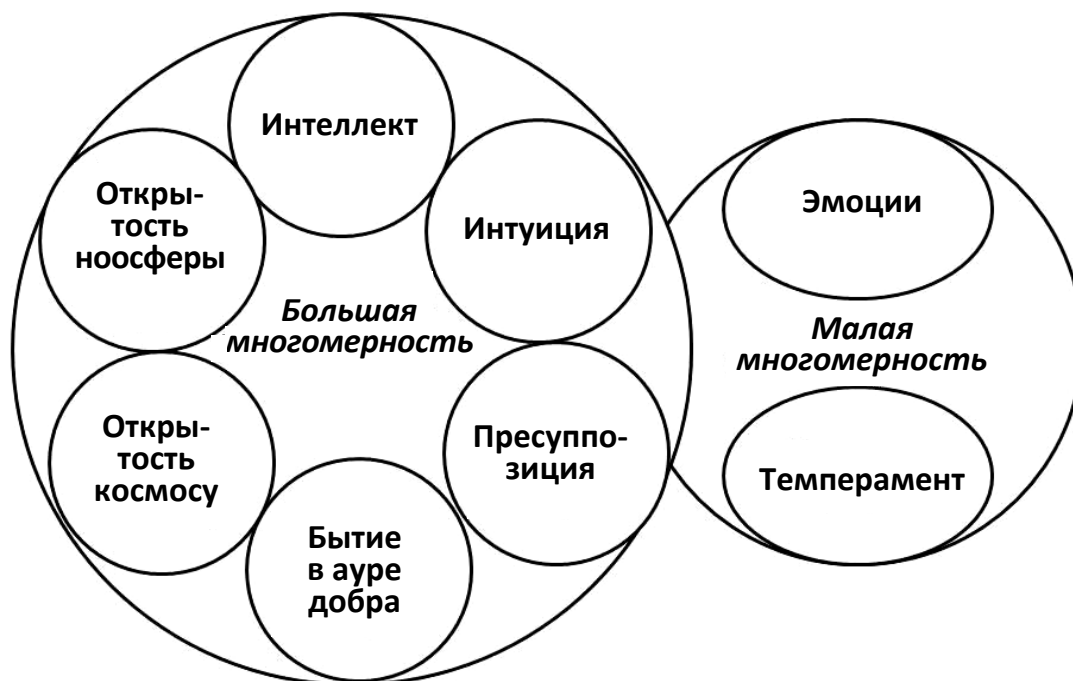 Интеллект
Откры-
тость
ноосферы
Интуиция
Большая
многомерность
Откры-
тость
космосу
Пресуппо-
зиция
Бытие
в ауре
добра
Эмоции
Малая
многомерность
Темперамент